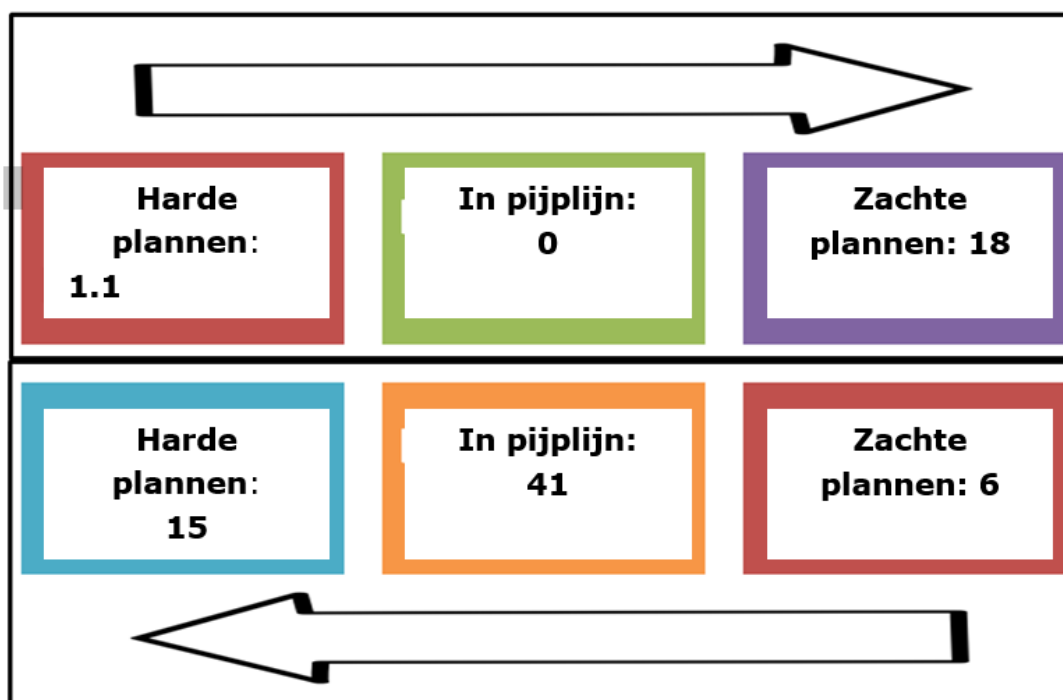 Harde
plannen:
1.1
In pijplijn:
0
Zachte
plannen: 18
Harde
plannen:
15
In pijplijn:
41
Zachte
plannen: 6